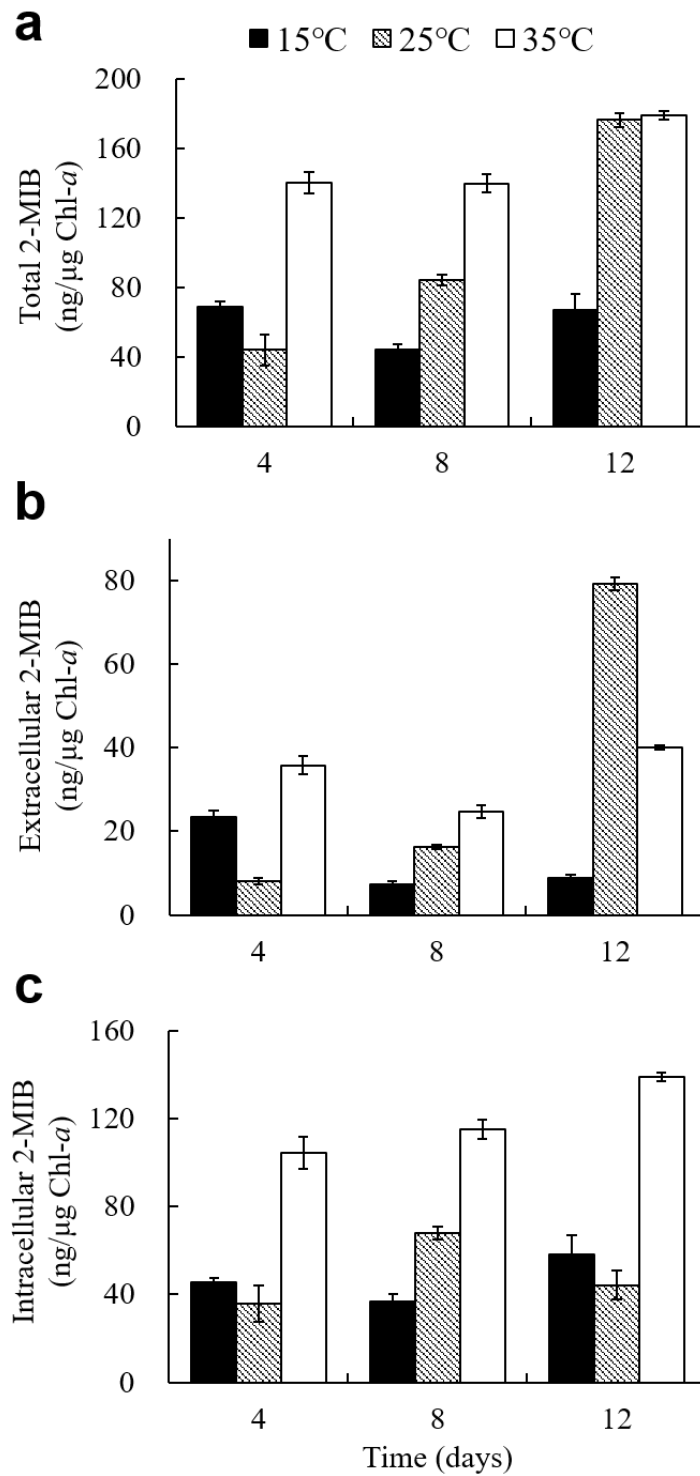 a
15°C 25°C 35°C
200
160
120
80
40
0
Total 2-MIB
(ng/μg Chl-a)
4 8 12
b
80
60
40
20
0
Extracellular 2-MIB
(ng/μg Chl-a)
4 8 12
c
160
120
80
40
0
Intracellular 2-MIB
(ng/μg Chl-a)
4 8 12
Time (days)